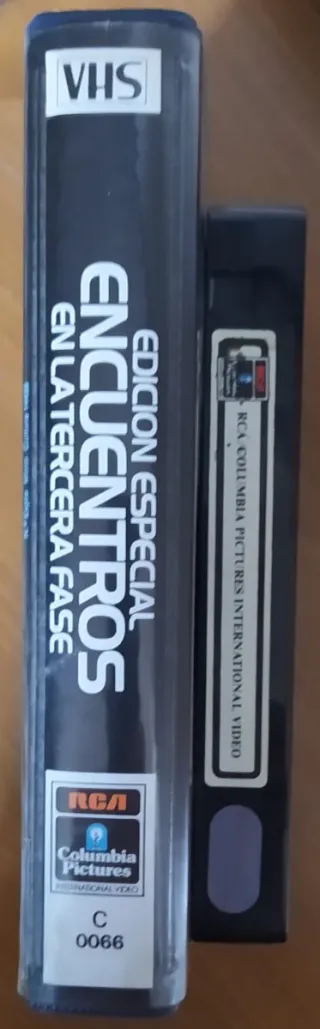 VHS
EDICION ESPECIAL
ENCUENTROS
EN LA TERCERA FASE
RCA
Columbia
Pictures
INTERNATIONAL VIDEO
C
0066
RCA
RCA/COLUMBIA PICTURES INTERNATIONAL VIDEO